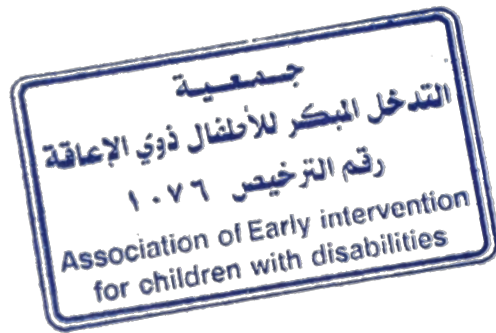 جمعية
التدخل المبكر للأطفال ذوي الإعاقة
رقم الترخيص ١٠٧٦
Association of Early intervention
for children with disabilities